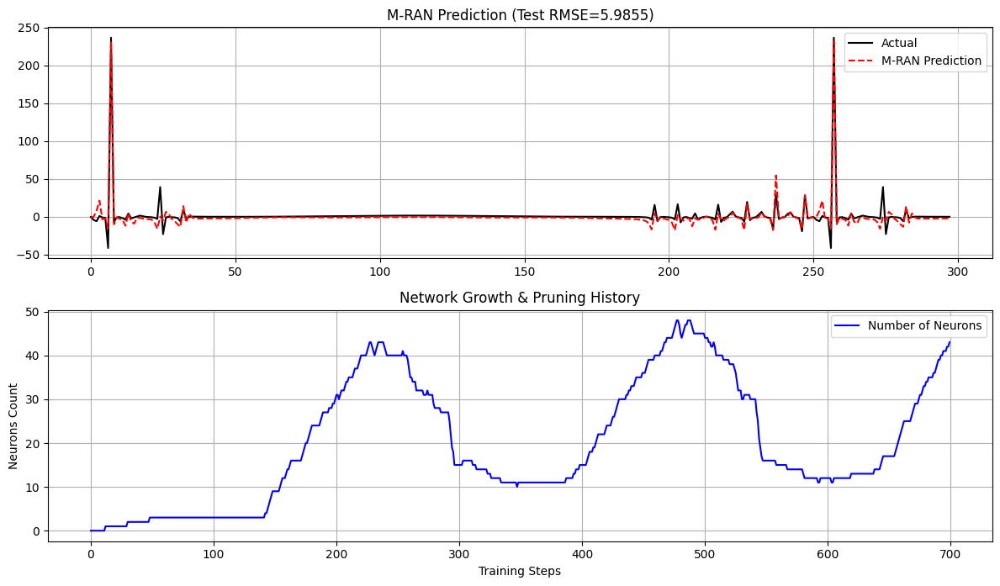 M-RAN Prediction (Test RMSE=5.9855)
250
200
150
100
50
0
−50
Actual
M-RAN Prediction
0 50 100 150 200 250 300
Network Growth & Pruning History
Neurons Count
50
40
30
20
10
0
Number of Neurons
0 100 200 300 400 500 600 700
Training Steps